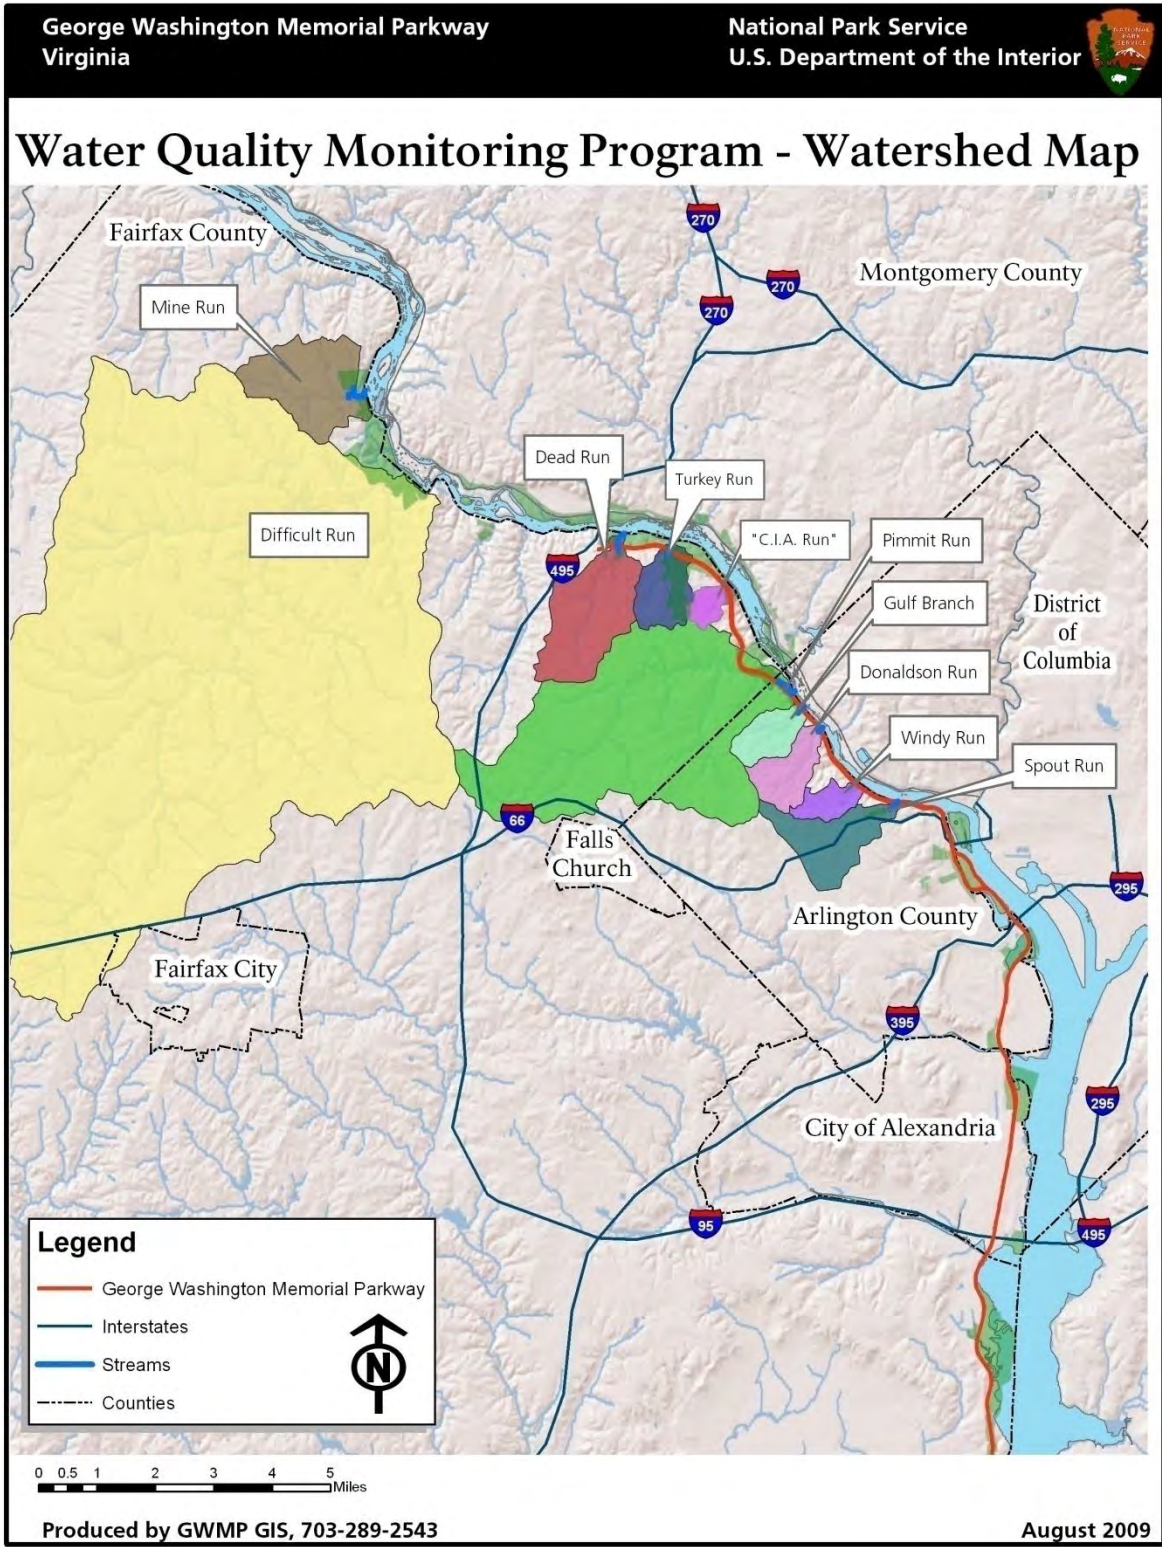 George Washington Memorial Parkway
Virginia
National Park Service
U.S. Department of the Interior
NATIONAL
PARK
SERVICE
Water Quality Monitoring Program - Watershed Map
Fairfax County
270
Montgomery County
270
Mine Run
270
Dead Run
Turkey Run
Difficult Run
"C.I.A. Run"
Pimmit Run
495
Gulf Branch
District
of
Columbia
Donaldson Run
Windy Run
Spout Run
66
Falls
Church
295
Arlington County
Fairfax City
395
295
City of Alexandria
95
495
Legend
George Washington Memorial Parkway
Interstates
Streams
Counties
N
0 0.5 1 2 3 4 5
Miles
Produced by GWMP GIS, 703-289-2543
August 2009